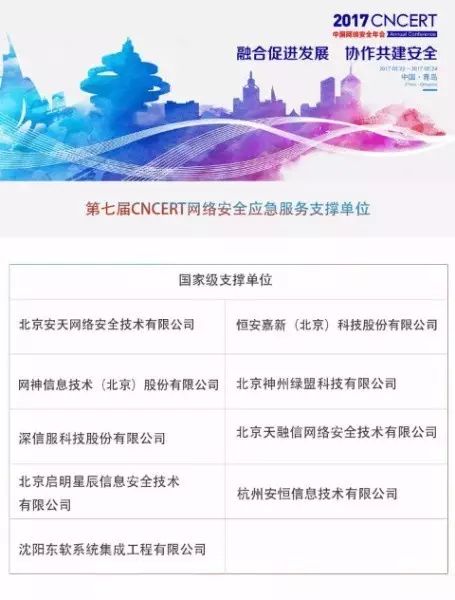 2017 CNCERT
中国网络安全年会 Annual Conference
融合促进发展 协作共建安全
中国·青岛
第七届CNCERT网络安全应急服务支撑单位
国家级支撑单位
北京安天网络安全技术有限公司
恒安嘉新（北京）科技股份有限公司
网神信息技术（北京）股份有限公司
北京神州绿盟科技有限公司
深信服科技股份有限公司
北京天融信网络安全技术有限公司
北京启明星辰信息安全技术
有限公司
杭州安恒信息技术有限公司
沈阳东软系统集成工程有限公司